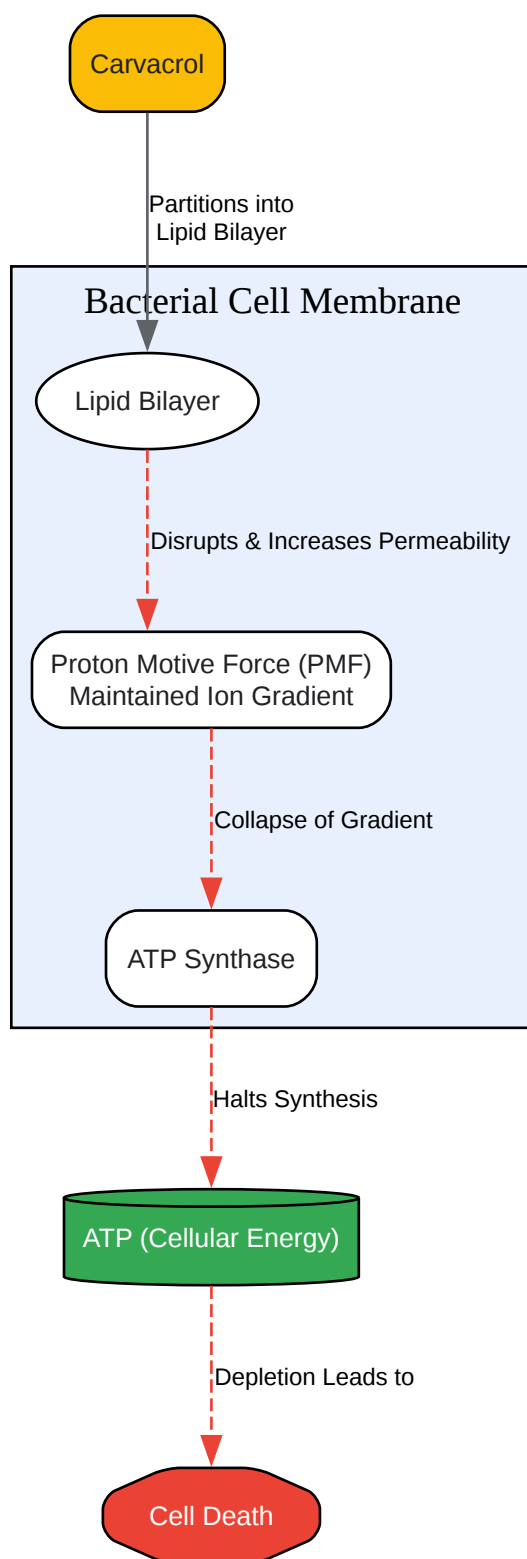 Carvacrol
Partitions into
Lipid Bilayer
Bacterial Cell Membrane
Lipid Bilayer
Disrupts & Increases Permeability
Proton Motive Force (PMF)
Maintained Ion Gradient
Collapse of Gradient
ATP Synthase
Halts Synthesis
ATP (Cellular Energy)
Depletion Leads to
Cell Death